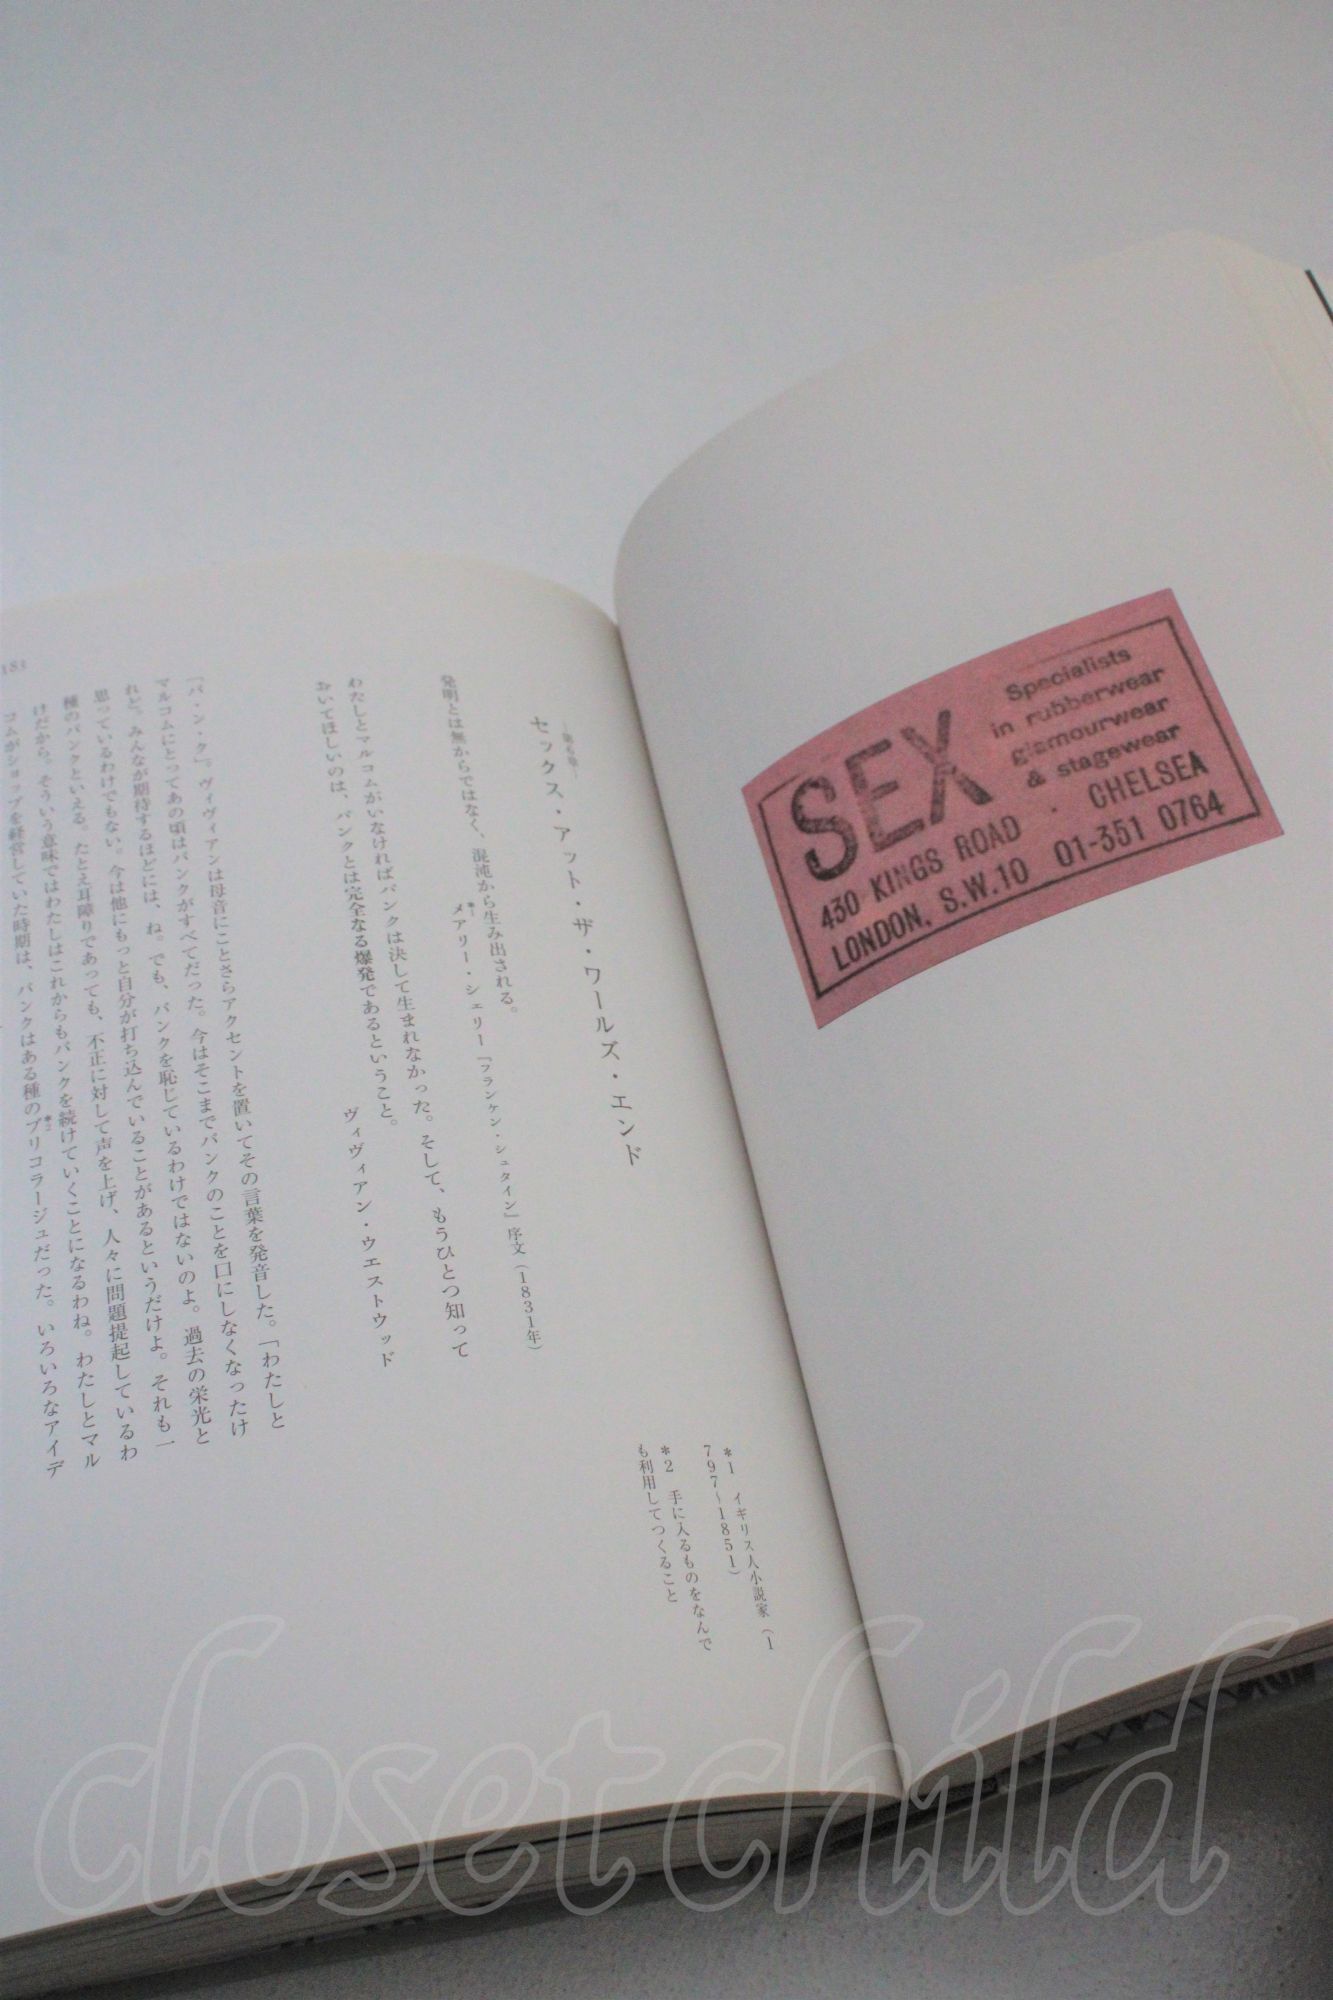 SEX
Specialists
in rubberwear
glamourwear
& stagewear
430 KINGS ROAD · CHELSEA
LONDON, S.W.10 01-351 0764
セックス・アット・ザ・ワールズ・エンド
発明とは無からではなく、混沌から生み出される。
メアリー・シェリー『フランケン・シュタイン』序文（1831年）
わたしとマルコムがいなければパンクは決して生まれなかった。そして、もうひとつ知って
おいてほしいのは、パンクとは完全なる爆発であるということ。
ヴィヴィアン・ウエストウッド
「パ・ン・ク」。ヴィヴィアンは母音にことさらアクセントを置いてその言葉を発音した。「わたしと
マルコムにとってあの頃はパンクがすべてだった。今はそこまでパンクのことを口にしなくなったけ
れど。みんなが期待するほどには、ね。でも、パンクを恥じているわけではないのよ。過去の栄光と
思っているわけでもない。今は他にもっと自分が打ち込んでいることがあるというだけよ。それも一
種のパンクといえる。たとえ耳障りであっても、不正に対して声を上げ、人々に問題提起しているわ
けだから。そういう意味ではわたしはこれからもパンクを続けていくことになるわね。わたしとマル
コムがショップを経営していた時期は、パンクはある種のブリコラージュだった。いろいろなアイデ
*1 イギリス人小説家（1
797〜1851）
*2 手に入るものをなんで
も利用してつくること
183
closet child